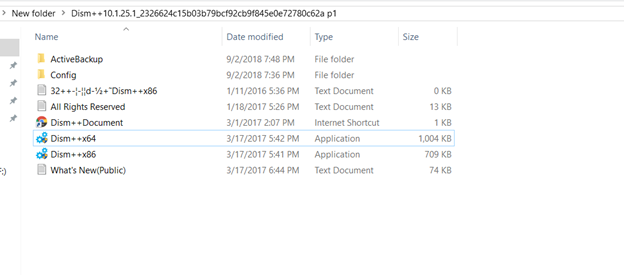 New folder > Dism++10.1.25.1_2326624c15b03b79bcf92cb9f845e0e72780c62a p1
Name Date modified Type Size
ActiveBackup 9/2/2018 7:48 PM File folder
Config 9/2/2018 7:36 PM File folder
32++-¦-¦¦d-½+"Dism++x86 1/11/2016 5:36 PM Text Document 0 KB
All Rights Reserved 1/18/2017 5:26 PM Text Document 13 KB
Dism++Document 3/1/2017 2:07 PM Internet Shortcut 1 KB
Dism++x64 3/17/2017 5:42 PM Application 1,004 KB
Dism++x86 3/17/2017 5:41 PM Application 709 KB
What's New(Public) 3/17/2017 6:44 PM Text Document 74 KB